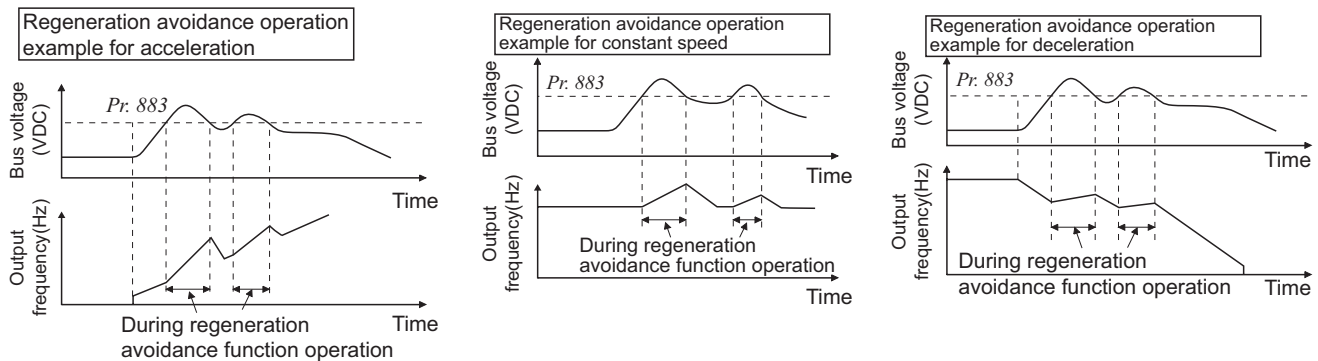 Regeneration avoidance operation
example for acceleration
Bus voltage
(VDC)
Pr. 883
Time
Output
frequency(Hz)
Time
During regeneration
avoidance function operation
Regeneration avoidance operation
example for constant speed
Bus voltage
(VDC)
Pr. 883
Time
Output
frequency(Hz)
During regeneration
avoidance function operation
Time
Regeneration avoidance operation
example for deceleration
Bus voltage
(VDC)
Pr. 883
Time
Output
frequency(Hz)
During regeneration
avoidance function operation
Time